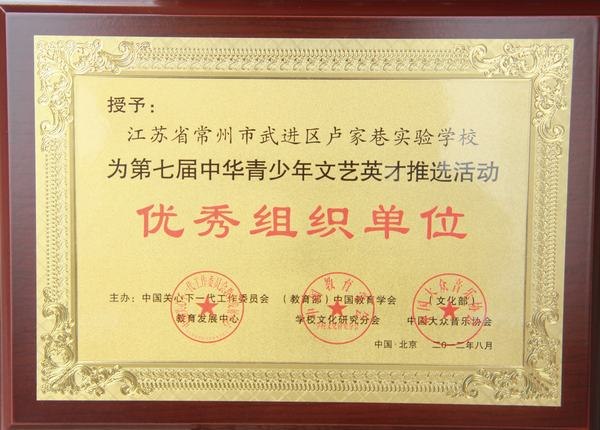 授予：
江苏省常州市武进区卢家巷实验学校
为第七届中华青少年文艺英才推选活动
优秀组织单位
主办：中国关心下一代工作委员会 （教育部）中国教育学会 （文化部）
教育发展中心 学校文化研究分会 中国大众音乐协会
中国·北京 二〇一二年八月